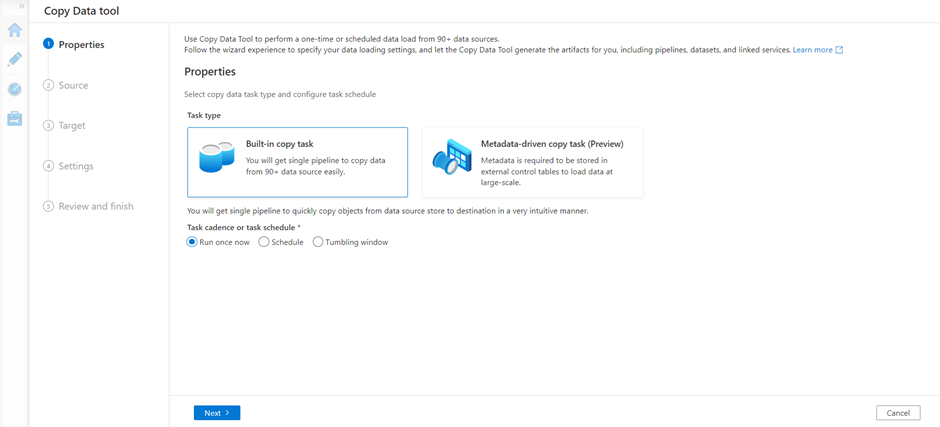 Copy Data tool
1 Properties
2 Source
3 Target
4 Settings
5 Review and finish
Use Copy Data Tool to perform a one-time or scheduled data load from 90+ data sources.
Follow the wizard experience to specify your data loading settings, and let the Copy Data Tool generate the artifacts for you, including pipelines, datasets, and linked services. Learn more
Properties
Select copy data task type and configure task schedule
Task type
Built-in copy task
You will get single pipeline to copy data
from 90+ data source easily.
Metadata-driven copy task (Preview)
Metadata is required to be stored in
external control tables to load data at
large-scale.
You will get single pipeline to quickly copy objects from data source store to destination in a very intuitive manner.
Task cadence or task schedule *
Run once now Schedule Tumbling window
Next >
Cancel